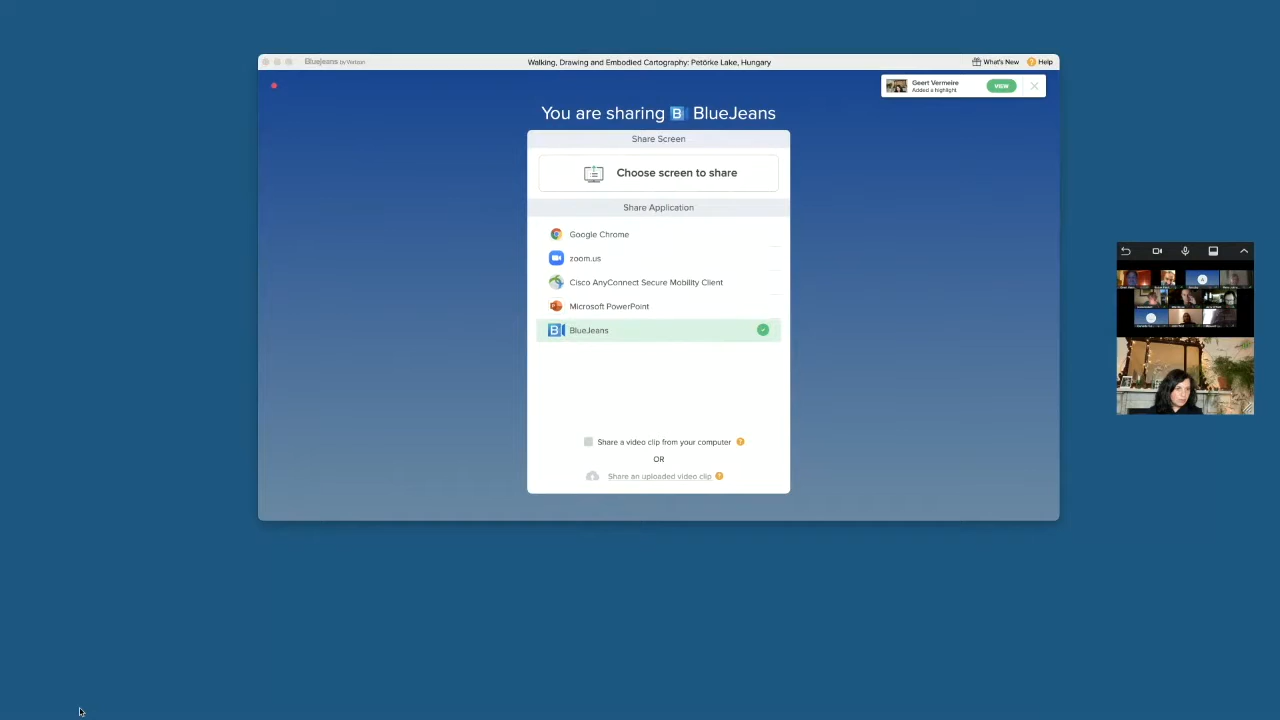 BlueJeans by Verizon
Walking, Drawing and Embodied Cartography: Petőrke Lake, Hungary
What's New
Help
Geert Vermeire
Added a highlight
VIEW
You are sharing BlueJeans
Share Screen
Choose screen to share
Share Application
Google Chrome
zoom.us
Cisco AnyConnect Secure Mobility Client
Microsoft PowerPoint
BlueJeans
Share a video clip from your computer
OR
Share an uploaded video clip